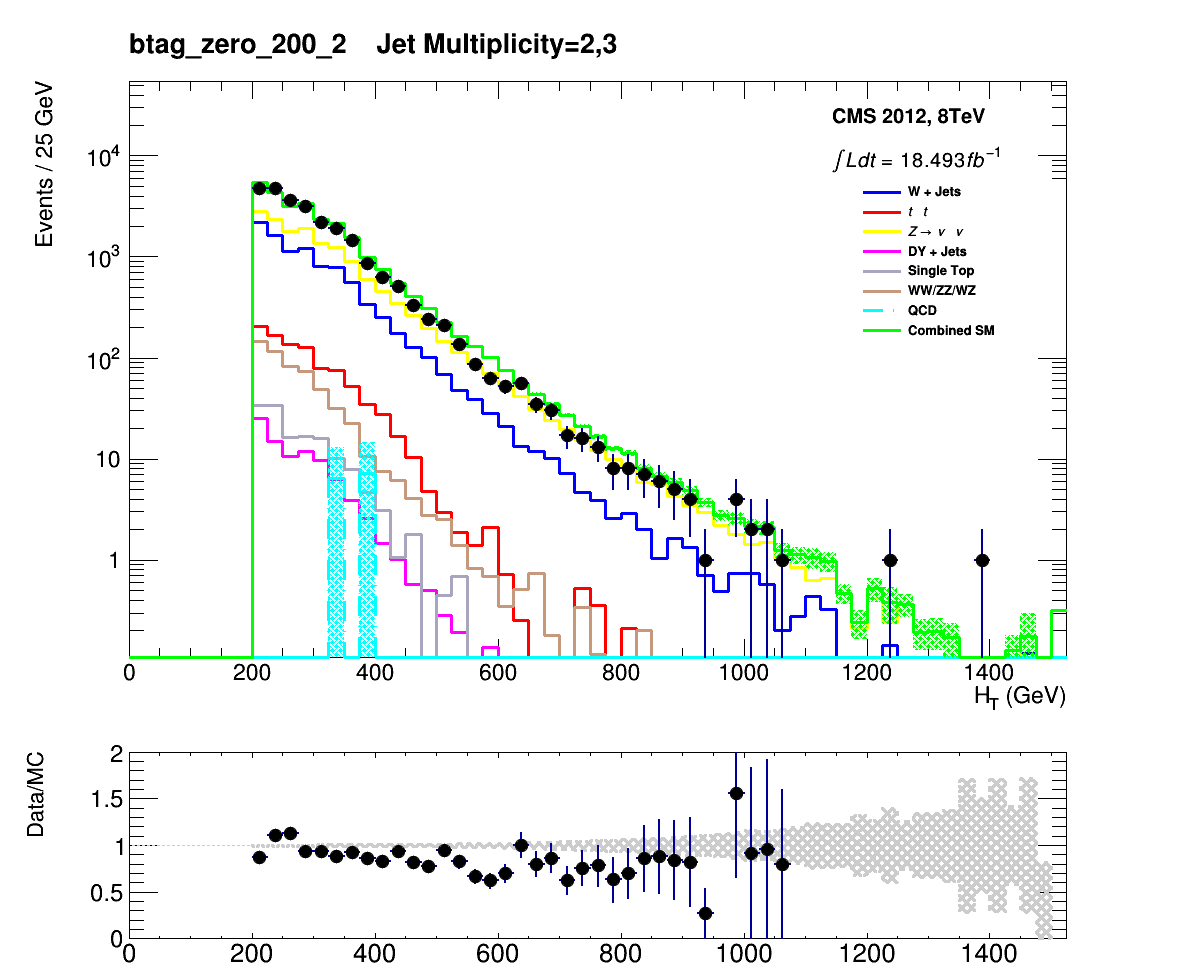 btag_zero_200_2 Jet Multiplicity=2,3
Events / 25 GeV
CMS 2012, 8TeV
∫Ldt = 18.493fb⁻¹
W + Jets
t t
Z → ν ν
DY + Jets
Single Top
WW/ZZ/WZ
QCD
Combined SM
10⁴
10³
10²
10
1
0 200 400 600 800 1000 1200 1400
H_T (GeV)
Data/MC
2
1.5
1
0.5
0
0 200 400 600 800 1000 1200 1400